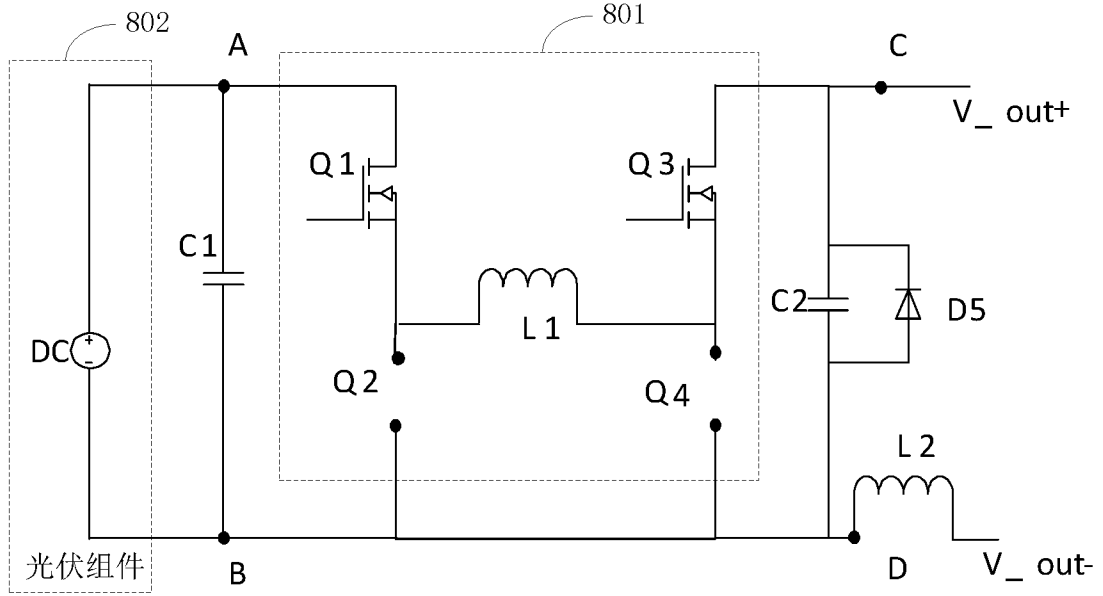 802
801
A
C
V_ out+
Q1
Q3
C1
C2
D5
L1
DC
+
-
Q2
Q4
L2
光伏组件
B
D
V_ out-